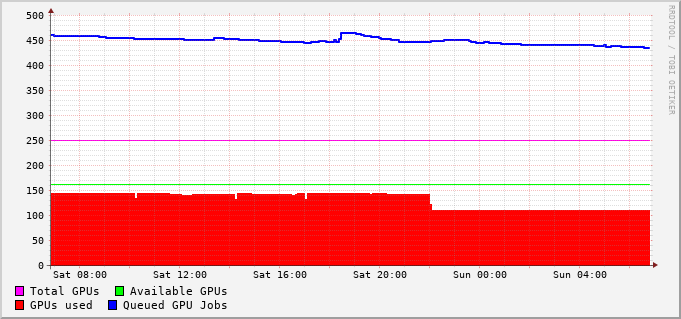 500
450
400
350
300
250
200
150
100
50
0
Sat 08:00 Sat 12:00 Sat 16:00 Sat 20:00 Sun 00:00 Sun 04:00
Total GPUs Available GPUs
GPUs used Queued GPU Jobs
RRDTOOL / TOBI OETIKER